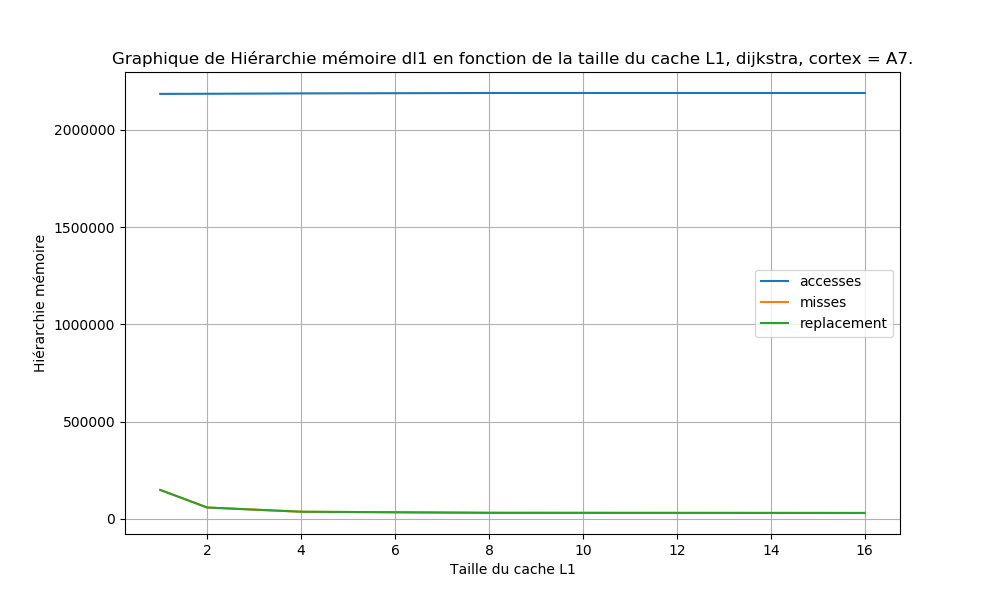 Graphique de Hiérarchie mémoire dl1 en fonction de la taille du cache L1, dijkstra, cortex = A7.
2000000
1500000
1000000
500000
0
Hiérarchie mémoire
accesses
misses
replacement
2 4 6 8 10 12 14 16
Taille du cache L1